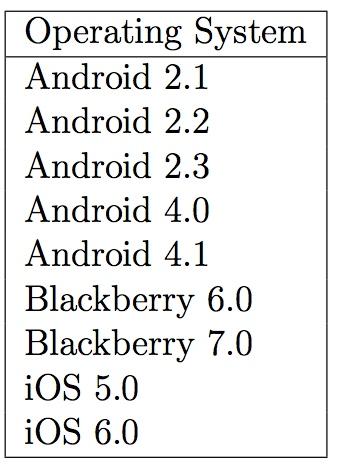 Operating System
Android 2.1
Android 2.2
Android 2.3
Android 4.0
Android 4.1
Blackberry 6.0
Blackberry 7.0
iOS 5.0
iOS 6.0